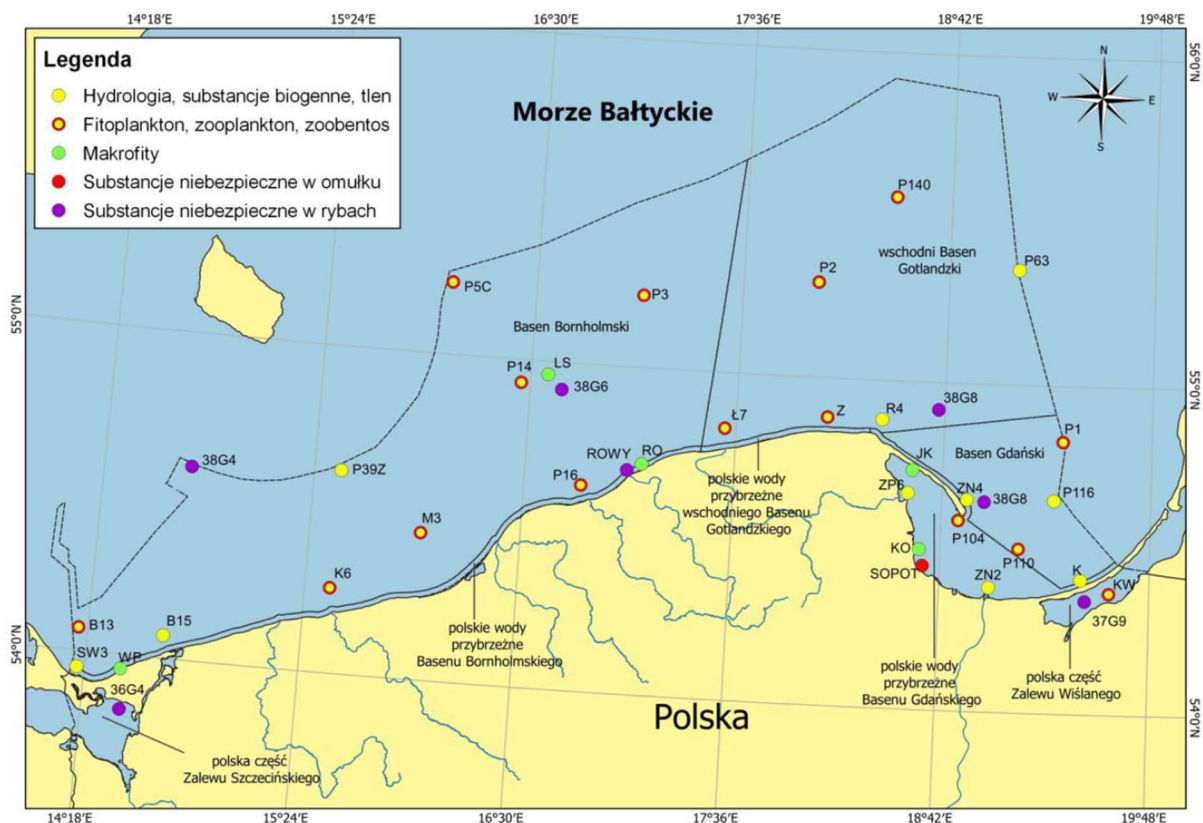 14°18'E 15°24'E 16°30'E 17°36'E 18°42'E 19°48'E
56°0'N
Legenda
Hydrologia, substancje biogenne, tlen
Fitoplankton, zooplankton, zoobentos
Makrofity
Substancje niebezpieczne w omułku
Substancje niebezpieczne w rybach
Morze Bałtyckie
N
W E
S
P140
wschodni Basen
Gotlandzki
P63
P2
P5C
P3
Basen Bornholmski
55°0'N
LS
P14
38G6
55°0'N
38G8
Z
R4
Ł7
P1
Basen Gdański
38G4
P39Z
ROWY
RO
P16
JK
ZP6
ZN4
38G8
P116
polskie wody
przybrzeżne
wschodniego Basenu
Gotlandzkiego
M3
P104
KO
P110
SOPOT
K6
ZN2
K
KW
37G9
B13
B15
54°0'N
SW3
WP
36G4
polskie wody
przybrzeżne
Basenu Bornholmskiego
polskie wody
przybrzeżne
Basenu Gdańskiego
polska część
Zalewu Wiślanego
54°0'N
Polska
polska część
Zalewu Szczecińskiego
14°18'E 15°24'E 16°30'E 17°36'E 18°42'E 19°48'E